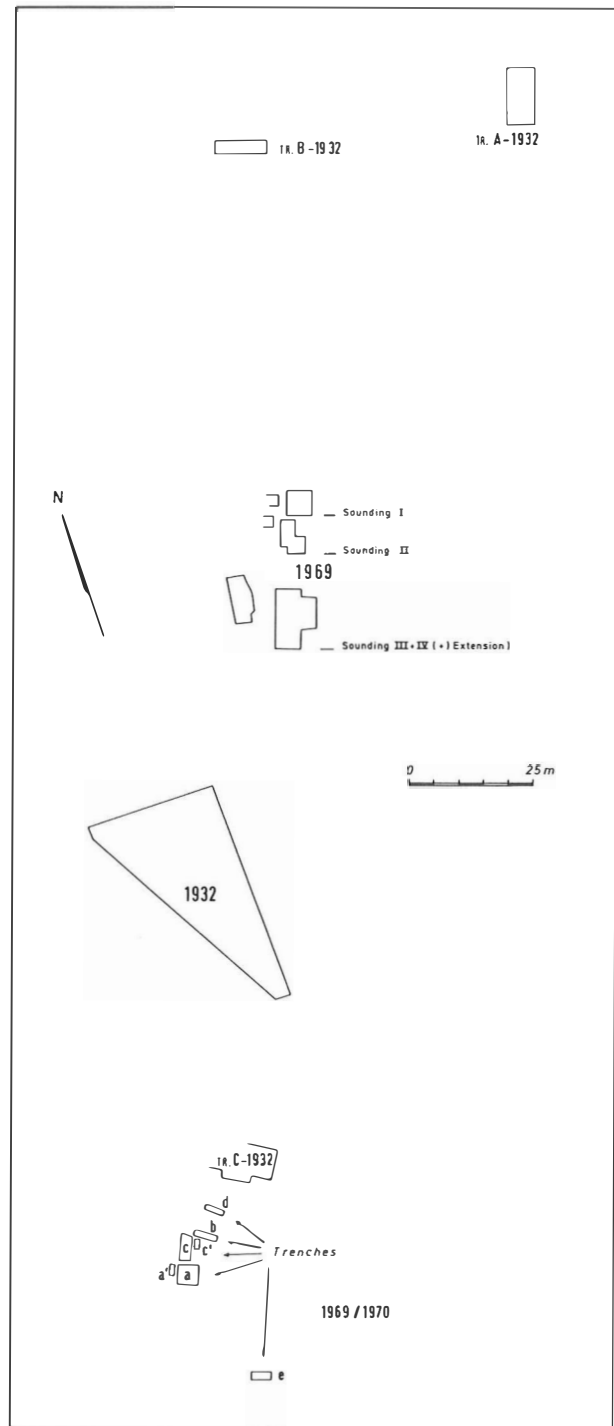 TR. A-1932
TR. B-1932
N
Sounding I
Sounding II
1969
Sounding III+IV (+) Extension)
0 25 m
1932
TR. C-1932
d
b
c c'
Trenches
a' a
1969 / 1970
e